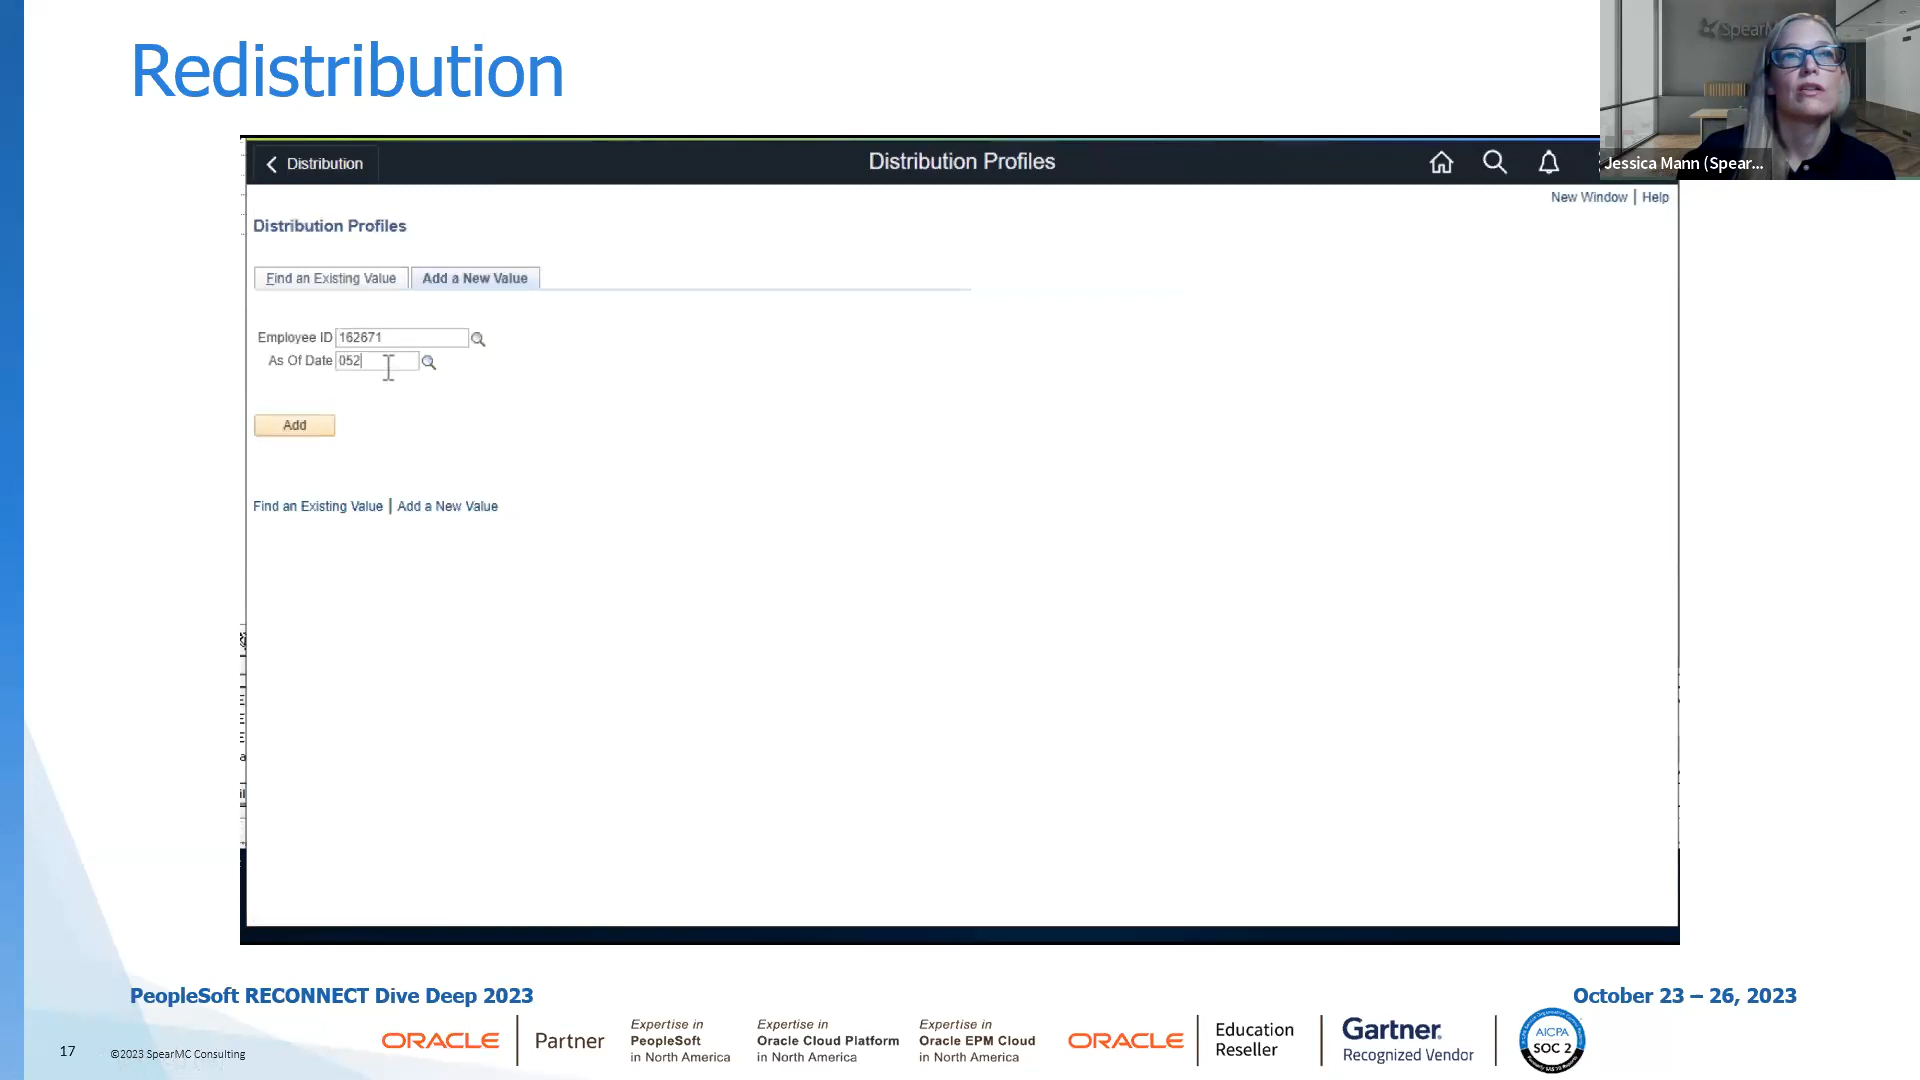 Redistribution
SpearM
Jessica Mann (Spear...
Distribution
Distribution Profiles
New Window | Help
Distribution Profiles
Find an Existing Value
Add a New Value
Employee ID 162671
As Of Date 052
Add
Find an Existing Value | Add a New Value
PeopleSoft RECONNECT Dive Deep 2023
October 23 – 26, 2023
17
©2023 SpearMC Consulting
ORACLE
Partner
Expertise in
PeopleSoft
in North America
Expertise in
Oracle Cloud Platform
in North America
Expertise in
Oracle EPM Cloud
in North America
ORACLE
Education
Reseller
Gartner.
Recognized Vendor
AICPA
SOC 2